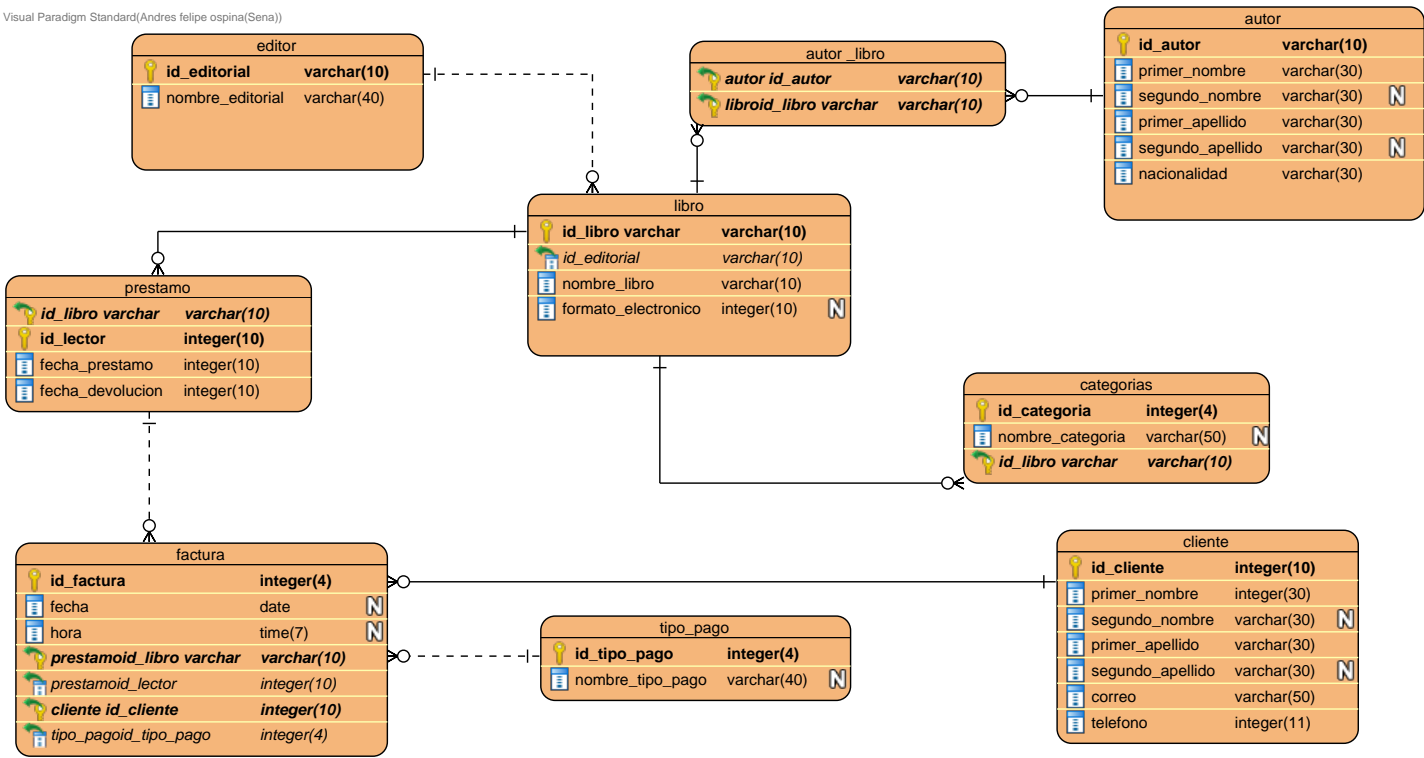 Visual Paradigm Standard(Andres felipe ospina(Sena))
editor
id_editorial varchar(10)
nombre_editorial varchar(40)
autor _libro
autor id_autor varchar(10)
libroid_libro varchar varchar(10)
autor
id_autor varchar(10)
primer_nombre varchar(30)
segundo_nombre varchar(30) N
primer_apellido varchar(30)
segundo_apellido varchar(30) N
nacionalidad varchar(30)
libro
id_libro varchar varchar(10)
id_editorial varchar(10)
nombre_libro varchar(10)
formato_electronico integer(10) N
prestamo
id_libro varchar varchar(10)
id_lector integer(10)
fecha_prestamo integer(10)
fecha_devolucion integer(10)
categorias
id_categoria integer(4)
nombre_categoria varchar(50) N
id_libro varchar varchar(10)
factura
id_factura integer(4)
fecha date N
hora time(7) N
prestamoid_libro varchar varchar(10)
prestamoid_lector integer(10)
cliente id_cliente integer(10)
tipo_pagoid_tipo_pago integer(4)
tipo_pago
id_tipo_pago integer(4)
nombre_tipo_pago varchar(40) N
cliente
id_cliente integer(10)
primer_nombre integer(30)
segundo_nombre varchar(30) N
primer_apellido varchar(30)
segundo_apellido varchar(30) N
correo varchar(50)
telefono integer(11)